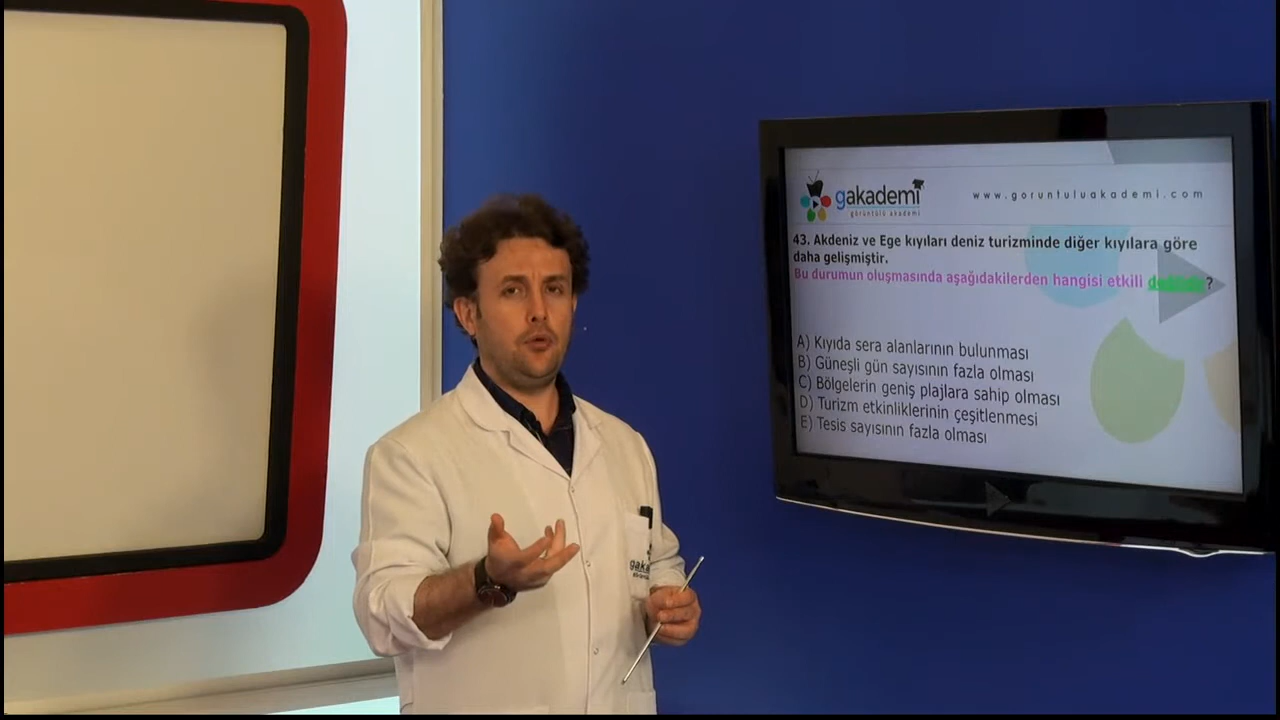 gakademi
görüntülü akademi
www.goruntuluakademi.com
43. Akdeniz ve Ege kıyıları deniz turizminde diğer kıyılara göre
daha gelişmiştir.
Bu durumun oluşmasında aşağıdakilerden hangisi etkili değildir?
A) Kıyıda sera alanlarının bulunması
B) Güneşli gün sayısının fazla olması
C) Bölgelerin geniş plajlara sahip olması
D) Turizm etkinliklerinin çeşitlenmesi
E) Tesis sayısının fazla olması